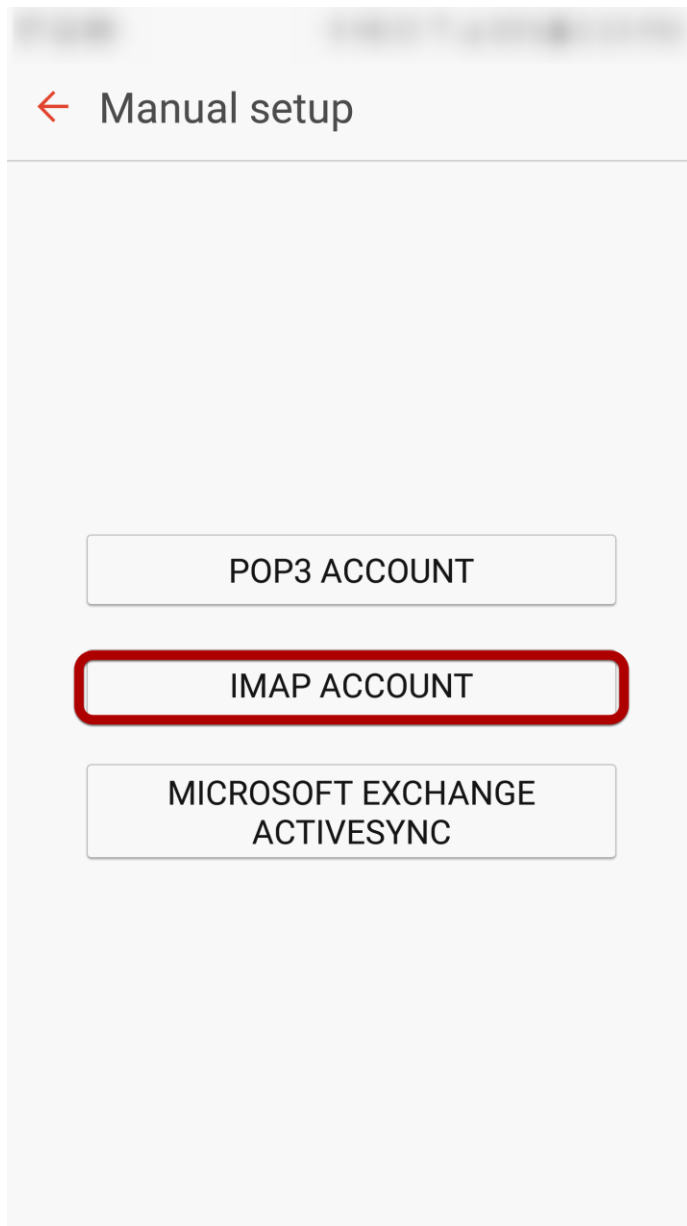 Manual setup
POP3 ACCOUNT
IMAP ACCOUNT
MICROSOFT EXCHANGE
ACTIVESYNC